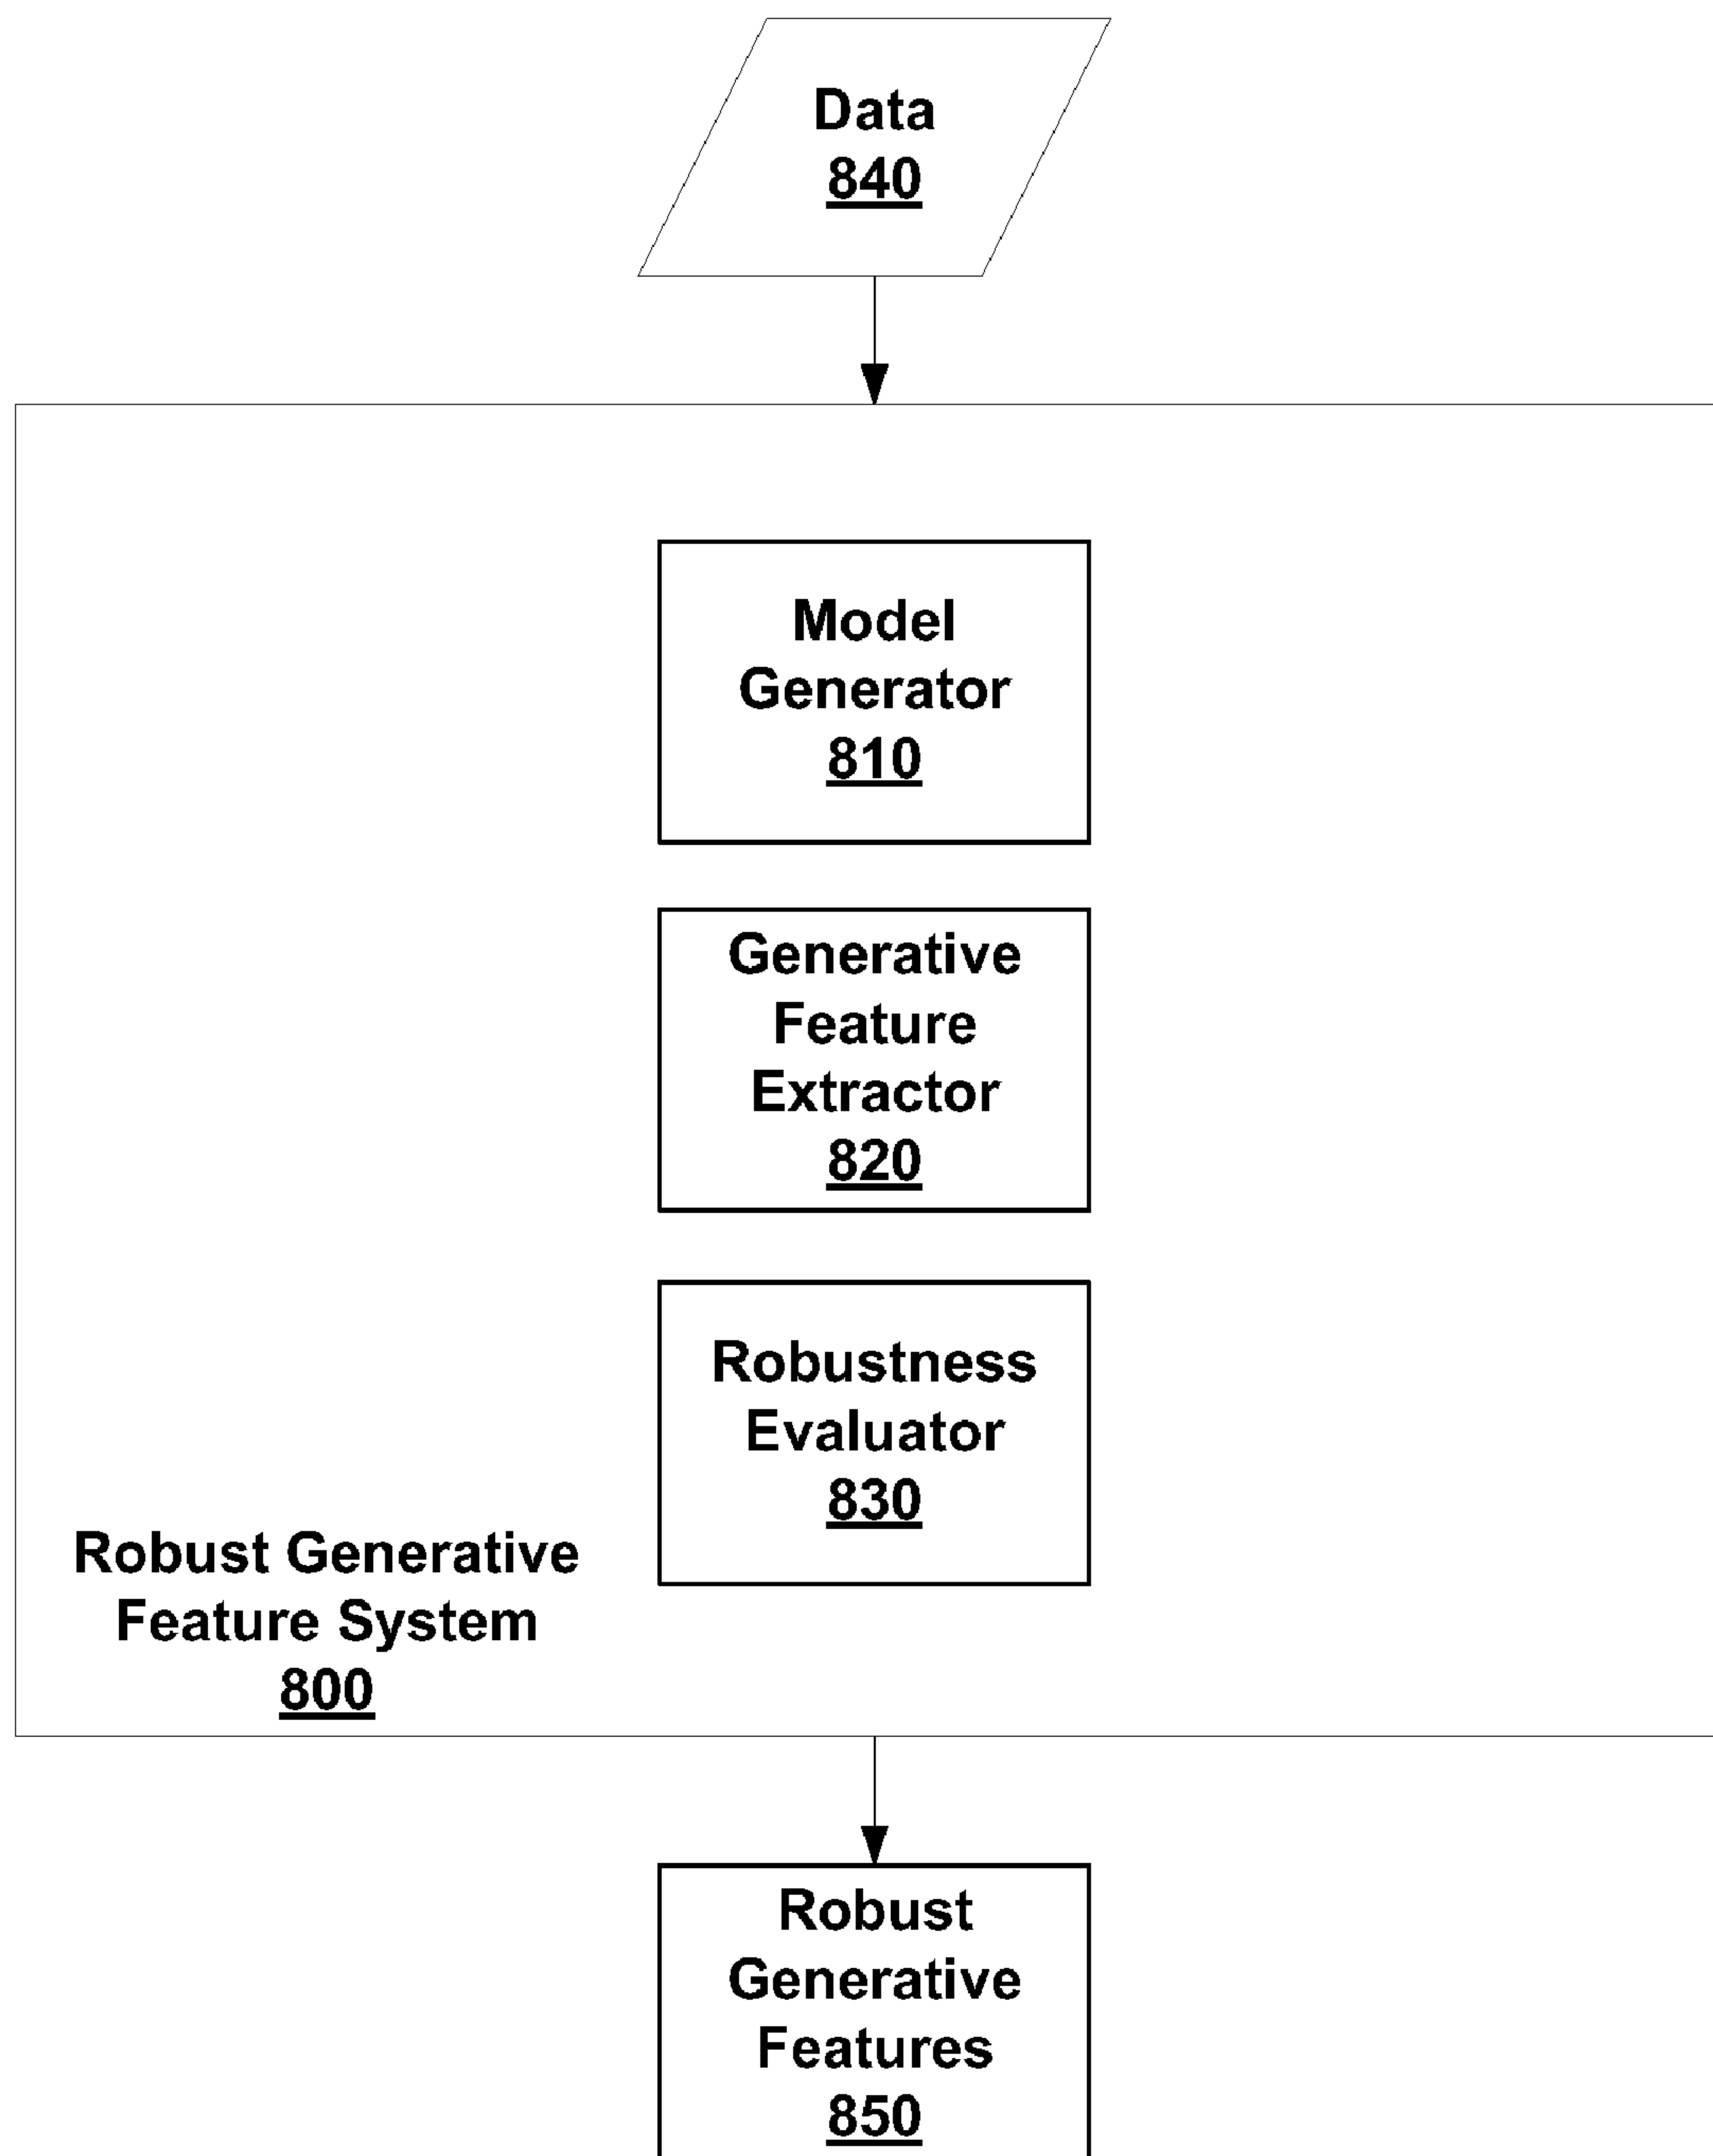 Data
840
Model
Generator
810
Generative
Feature
Extractor
820
Robustness
Evaluator
830
Robust Generative
Feature System
800
Robust
Generative
Features
850